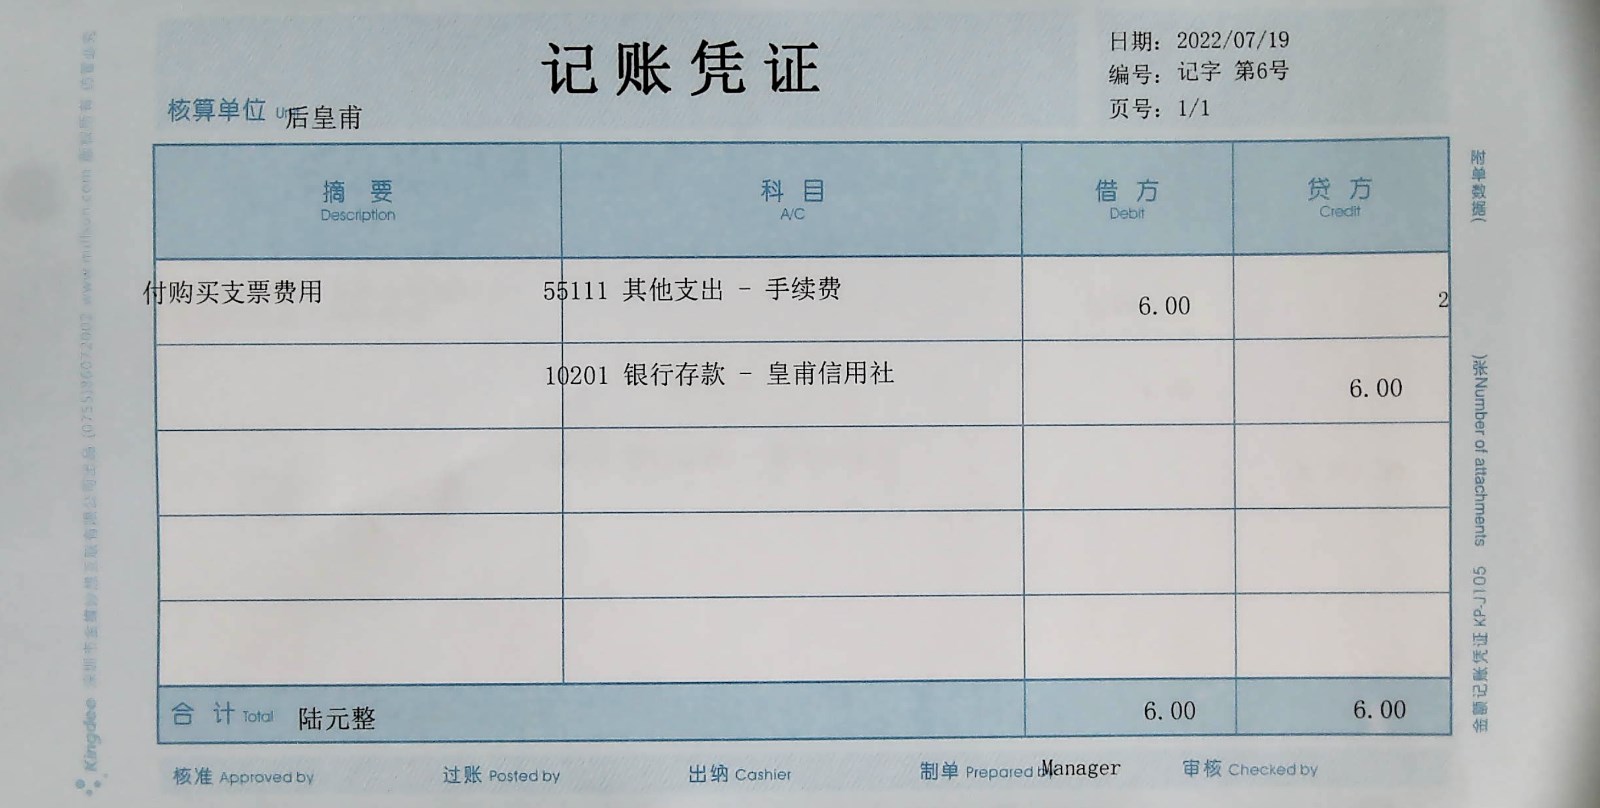 记账凭证
日期: 2022/07/19
编号: 记字 第6号
页号: 1/1
核算单位 Unit 后皇甫
摘要 科目 借方 贷方
Description A/C Debit Credit
付购买支票费用 55111 其他支出 - 手续费 6.00 2
10201 银行存款 - 皇甫信用社 6.00
合计 Total 陆元整 6.00 6.00
核准 Approved by 过账 Posted by 出纳 Cashier 制单 Prepared by Manager 审核 Checked by
(附单据数 张)Number of attachments
金蝶记账凭证 KP-J105
Kingdee